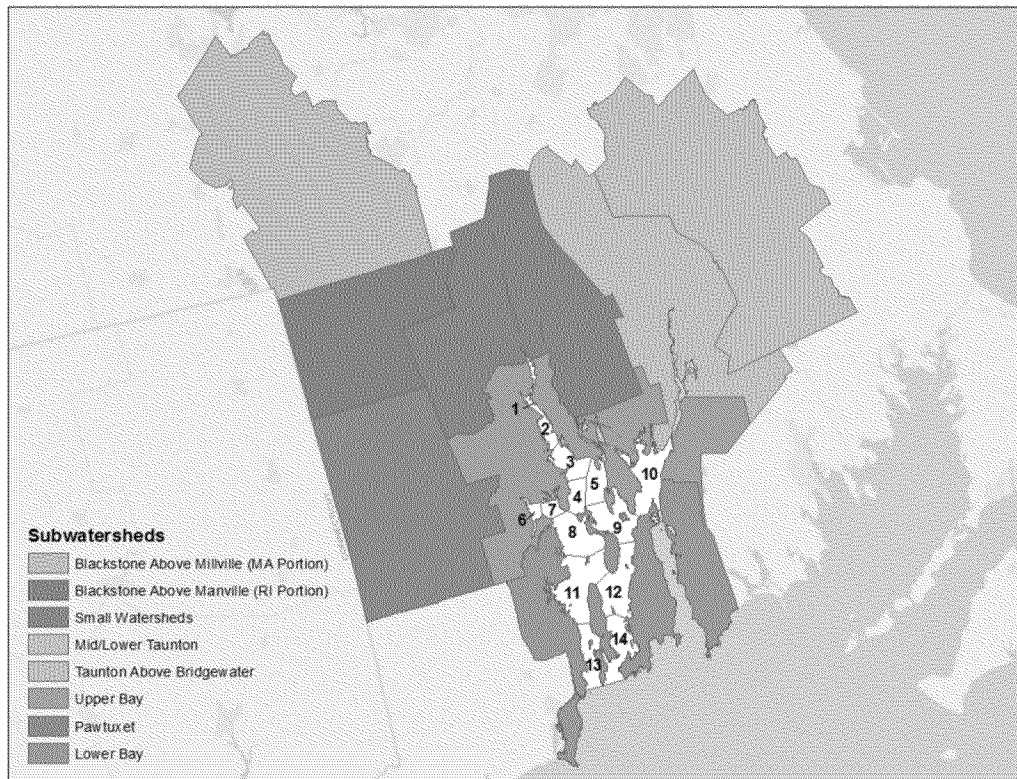 1
2
3
10
5
4
7
6
8
9
11
12
14
13
Subwatersheds
Blackstone Above Millville (MA Portion)
Blackstone Above Manville (RI Portion)
Small Watersheds
Mid/Lower Taunton
Taunton Above Bridgewater
Upper Bay
Pawtuxet
Lower Bay